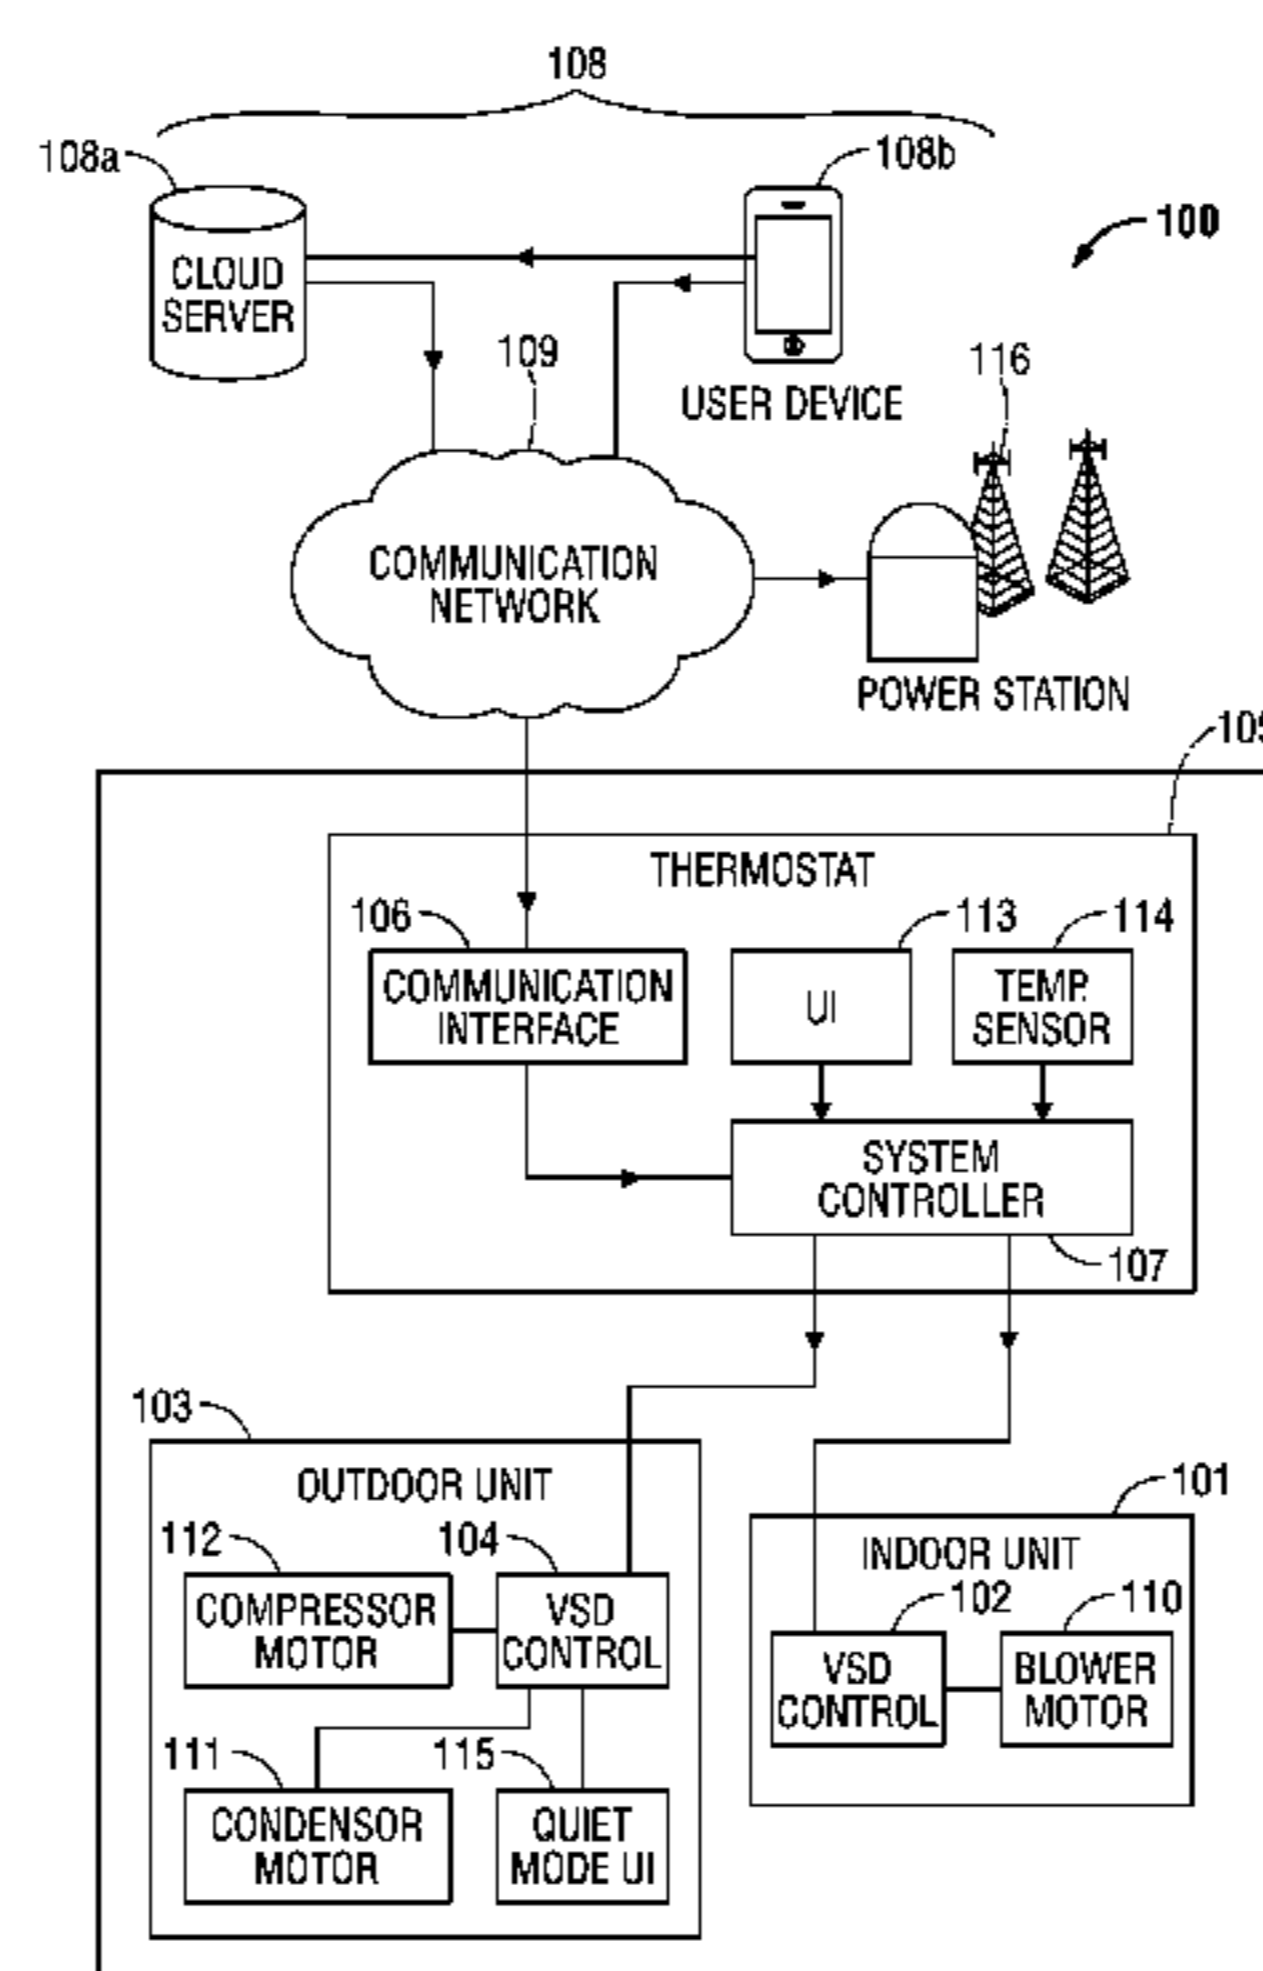 108
108a
108b
100
CLOUD
SERVER
109
116
USER DEVICE
COMMUNICATION
NETWORK
POWER STATION
105
THERMOSTAT
106
113
114
COMMUNICATION
INTERFACE
UI
TEMP.
SENSOR
SYSTEM
CONTROLLER
107
103
OUTDOOR UNIT
101
INDOOR UNIT
112
104
COMPRESSOR
MOTOR
VSD
CONTROL
102
110
VSD
CONTROL
BLOWER
MOTOR
111
115
CONDENSOR
MOTOR
QUIET
MODE UI